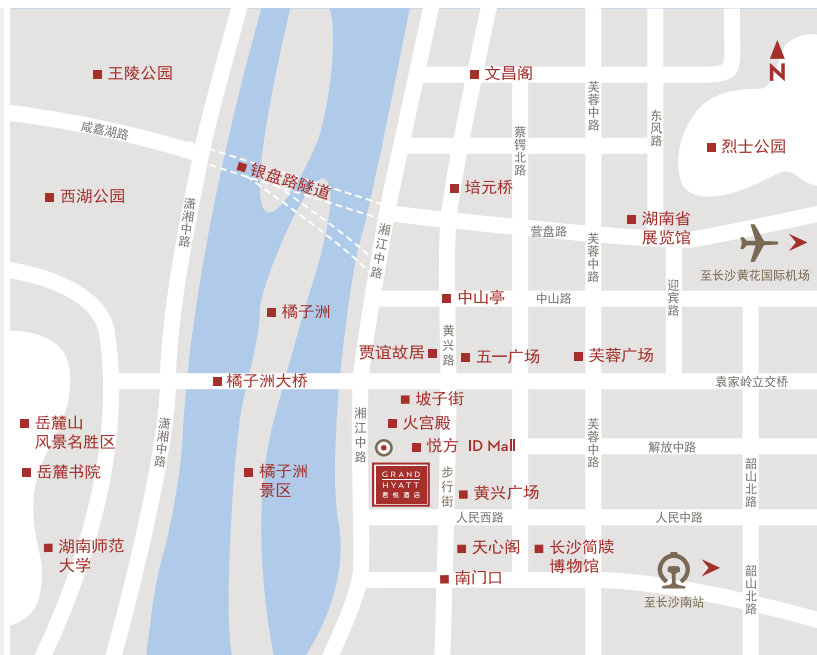 王陵公园
文昌阁
N
咸嘉湖路
芙蓉中路
东风路
蔡锷北路
烈士公园
银盘路隧道
培元桥
西湖公园
潇湘中路
湘江中路
湖南省
展览馆
营盘路
芙蓉中路
至长沙黄花国际机场
迎宾路
中山亭
中山路
橘子洲
黄兴路
贾谊故居
五一广场
芙蓉广场
橘子洲大桥
袁家岭立交桥
坡子街
岳麓山
风景名胜区
潇湘中路
湘江中路
火宫殿
悦方 ID Mall
芙蓉中路
解放中路
岳麓书院
橘子洲
景区
GRAND
HYATT
君悦酒店
步行街
黄兴广场
韶山北路
人民西路
人民中路
湖南师范
大学
天心阁
长沙简牍
博物馆
南门口
至长沙南站
韶山北路